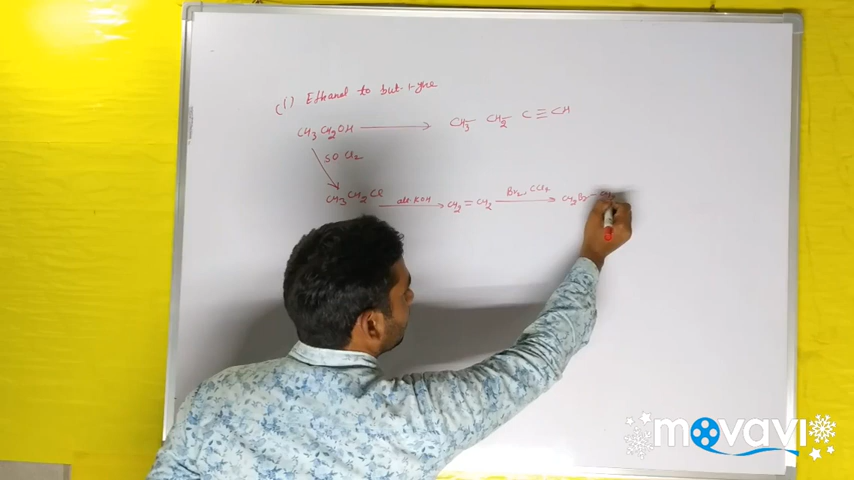 (1) Ethanol to but-1-yne
CH3 CH2OH → CH3- CH2- C≡CH
SOCl2
CH3 CH2 Cl alc. KOH → CH2=CH2 Br2, CCl4 → CH2Br-CH2
movavi